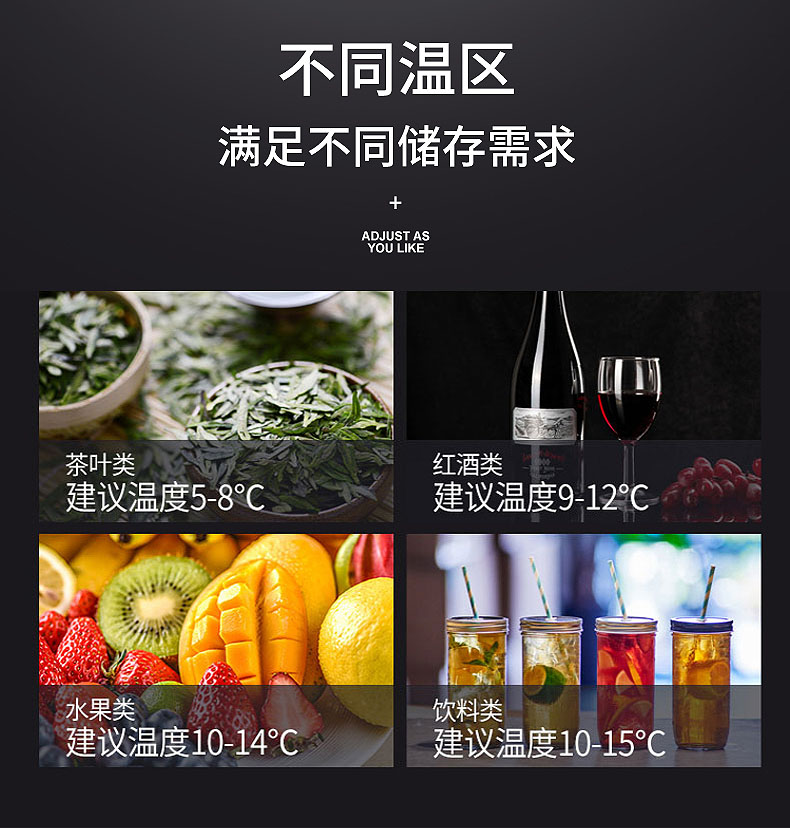 不同温区
满足不同储存需求
+
ADJUST AS
YOU LIKE
茶叶类
建议温度5-8℃
红酒类
建议温度9-12℃
水果类
建议温度10-14℃
饮料类
建议温度10-15℃